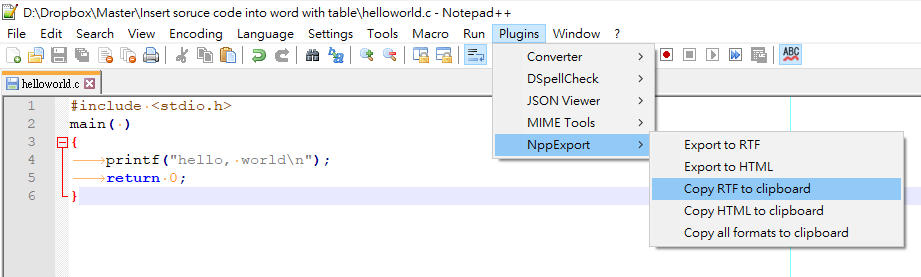 D:\Dropbox\Master\Insert soruce code into word with table\helloworld.c - Notepad++
File Edit Search View Encoding Language Settings Tools Macro Run Plugins Window ?
Converter
DSpellCheck
JSON Viewer
MIME Tools
NppExport
Export to RTF
Export to HTML
Copy RTF to clipboard
Copy HTML to clipboard
Copy all formats to clipboard
ABC
helloworld.c
1 #include <stdio.h>
2 main( )
3 {
4 printf("hello, world\n");
5 return 0;
6 }